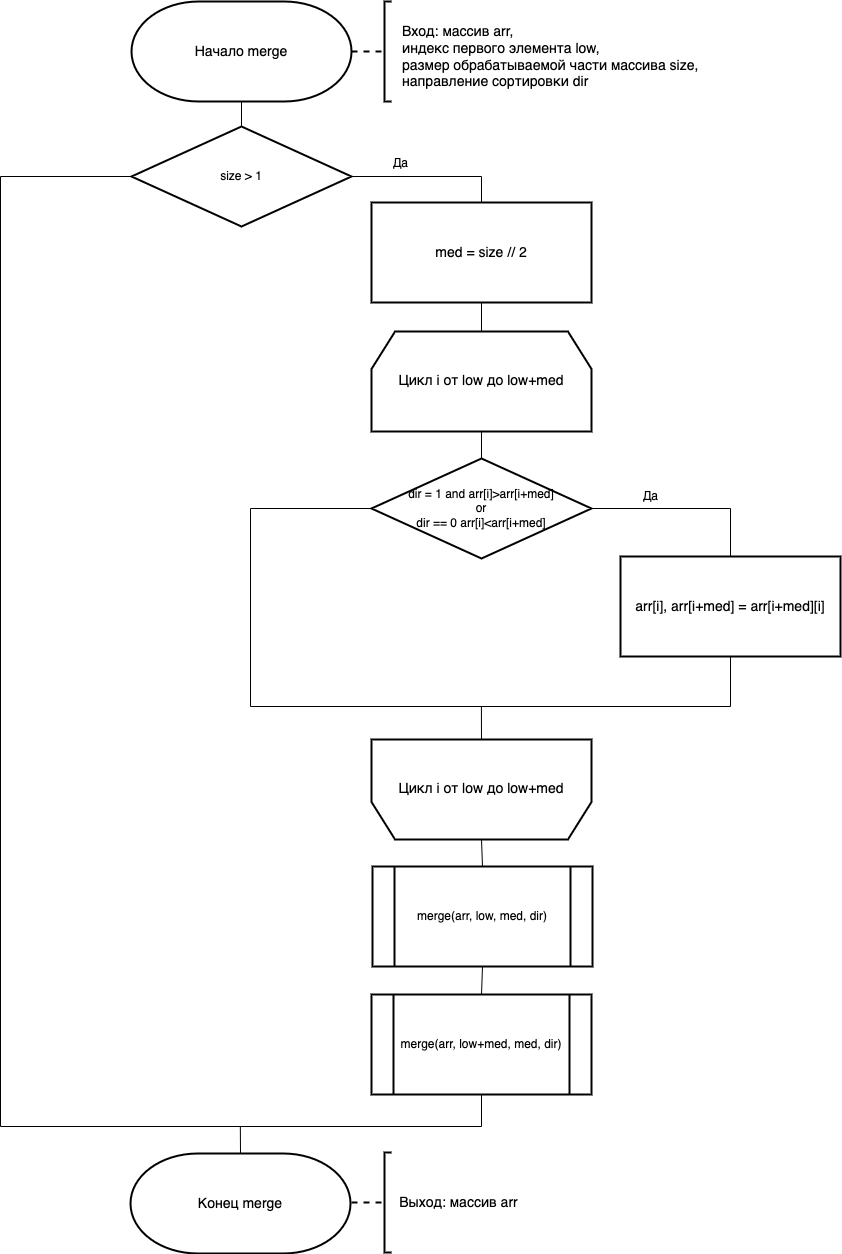 Начало merge
Вход: массив arr,
индекс первого элемента low,
размер обрабатываемой части массива size,
направление сортировки dir
size > 1
Да
med = size // 2
Цикл i от low до low+med
dir = 1 and arr[i]>arr[i+med]
or
dir == 0 arr[i]<arr[i+med]
Да
arr[i], arr[i+med] = arr[i+med][i]
Цикл i от low до low+med
merge(arr, low, med, dir)
merge(arr, low+med, med, dir)
Конец merge
Выход: массив arr